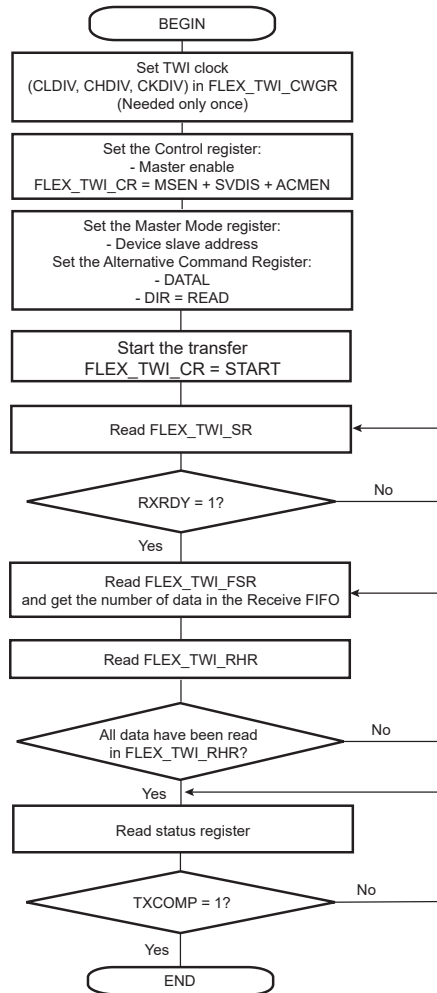 BEGIN
Set TWI clock
(CLDIV, CHDIV, CKDIV) in FLEX_TWI_CWGR
(Needed only once)
Set the Control register:
- Master enable
FLEX_TWI_CR = MSEN + SVDIS + ACMEN
Set the Master Mode register:
- Device slave address
Set the Alternative Command Register:
- DATAL
- DIR = READ
Start the transfer
FLEX_TWI_CR = START
Read FLEX_TWI_SR
RXRDY = 1?
No
Yes
Read FLEX_TWI_FSR
and get the number of data in the Receive FIFO
Read FLEX_TWI_RHR
All data have been read
in FLEX_TWI_RHR?
No
Yes
Read status register
TXCOMP = 1?
No
Yes
END